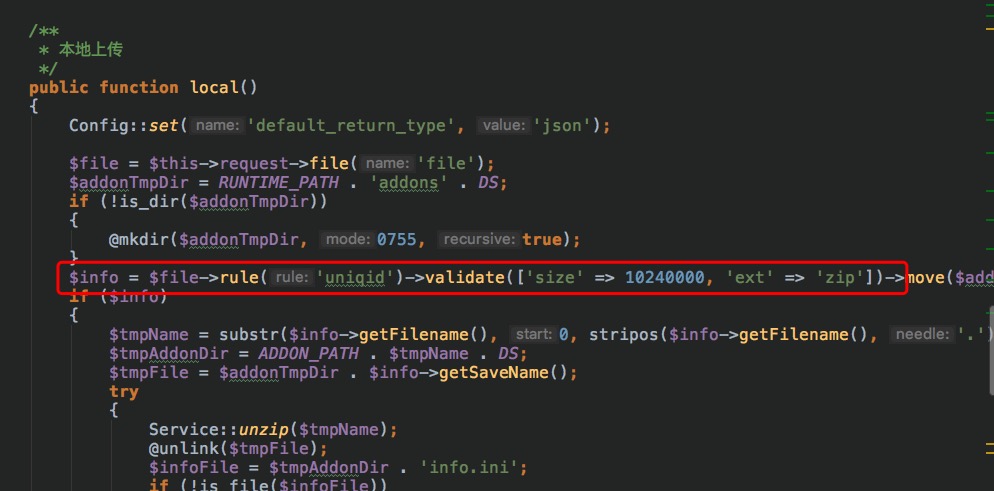 /**
* 本地上传
*/
public function local()
{
Config::set( name: 'default_return_type', value: 'json');
$file = $this->request->file( name: 'file');
$addonTmpDir = RUNTIME_PATH . 'addons' . DS;
if (!is_dir($addonTmpDir))
{
@mkdir($addonTmpDir, mode: 0755, recursive: true);
}
$info = $file->rule( rule: 'uniqid')->validate(['size' => 10240000, 'ext' => 'zip'])->move($add
if ($info)
{
$tmpName = substr($info->getFilename(), start: 0, stripos($info->getFilename(), needle: '.')
$tmpAddonDir = ADDON_PATH . $tmpName . DS;
$tmpFile = $addonTmpDir . $info->getSaveName();
try
{
Service::unzip($tmpName);
@unlink($tmpFile);
$infoFile = $tmpAddonDir . 'info.ini';
if (!is_file($infoFile))